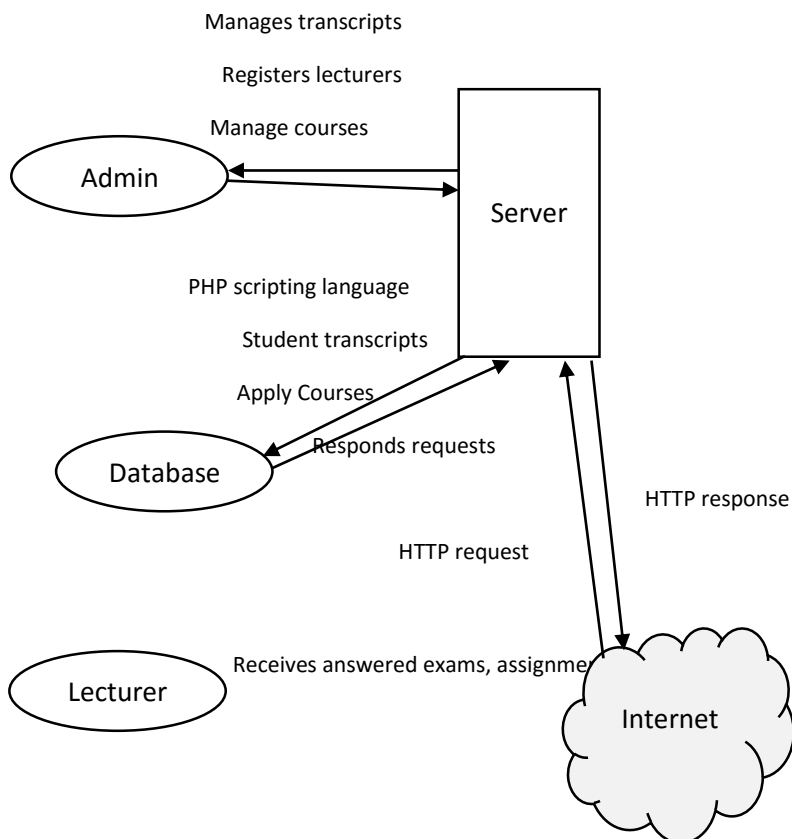 Manages transcripts
Registers lecturers
Manage courses
Admin
Server
PHP scripting language
Student transcripts
Apply Courses
Responds requests
Database
HTTP response
HTTP request
Receives answered exams,
Lecturer
Internet